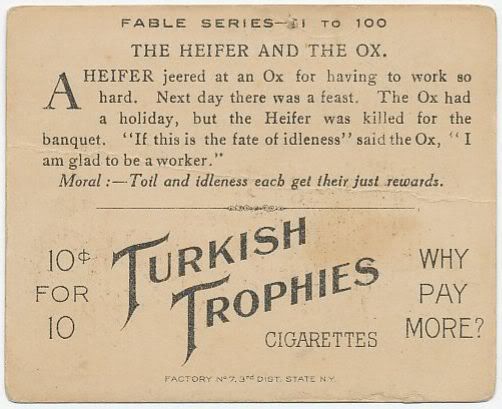 FABLE SERIES—1 TO 100
THE HEIFER AND THE OX.
A HEIFER jeered at an Ox for having to work so
hard. Next day there was a feast. The Ox had
a holiday, but the Heifer was killed for the
banquet. "If this is the fate of idleness" said the Ox, "I
am glad to be a worker."
Moral :—Toil and idleness each get their just rewards.
10¢
FOR
10
TURKISH
TROPHIES
CIGARETTES
WHY
PAY
MORE?
FACTORY Nº 7, 3rd DIST. STATE N.Y.